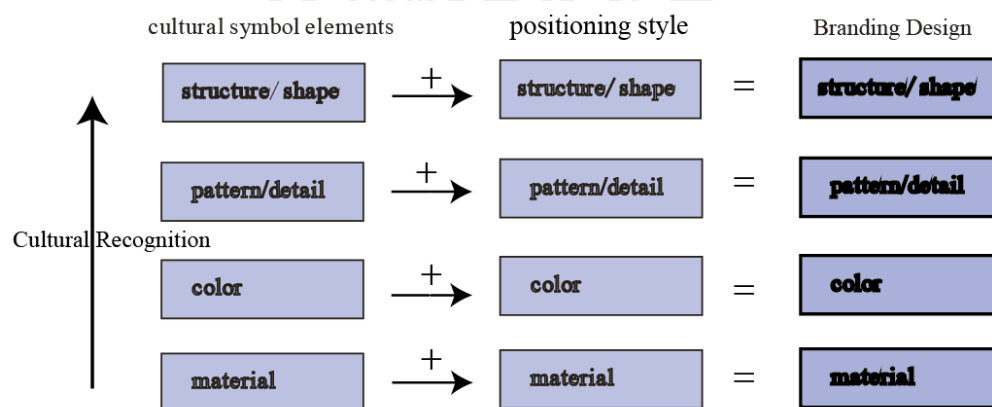 cultural symbol elements positioning style Branding Design
structure/ shape + structure/ shape = structure/ shape
pattern/detail + pattern/detail = pattern/detail
Cultural Recognition
color + color = color
material + material = material